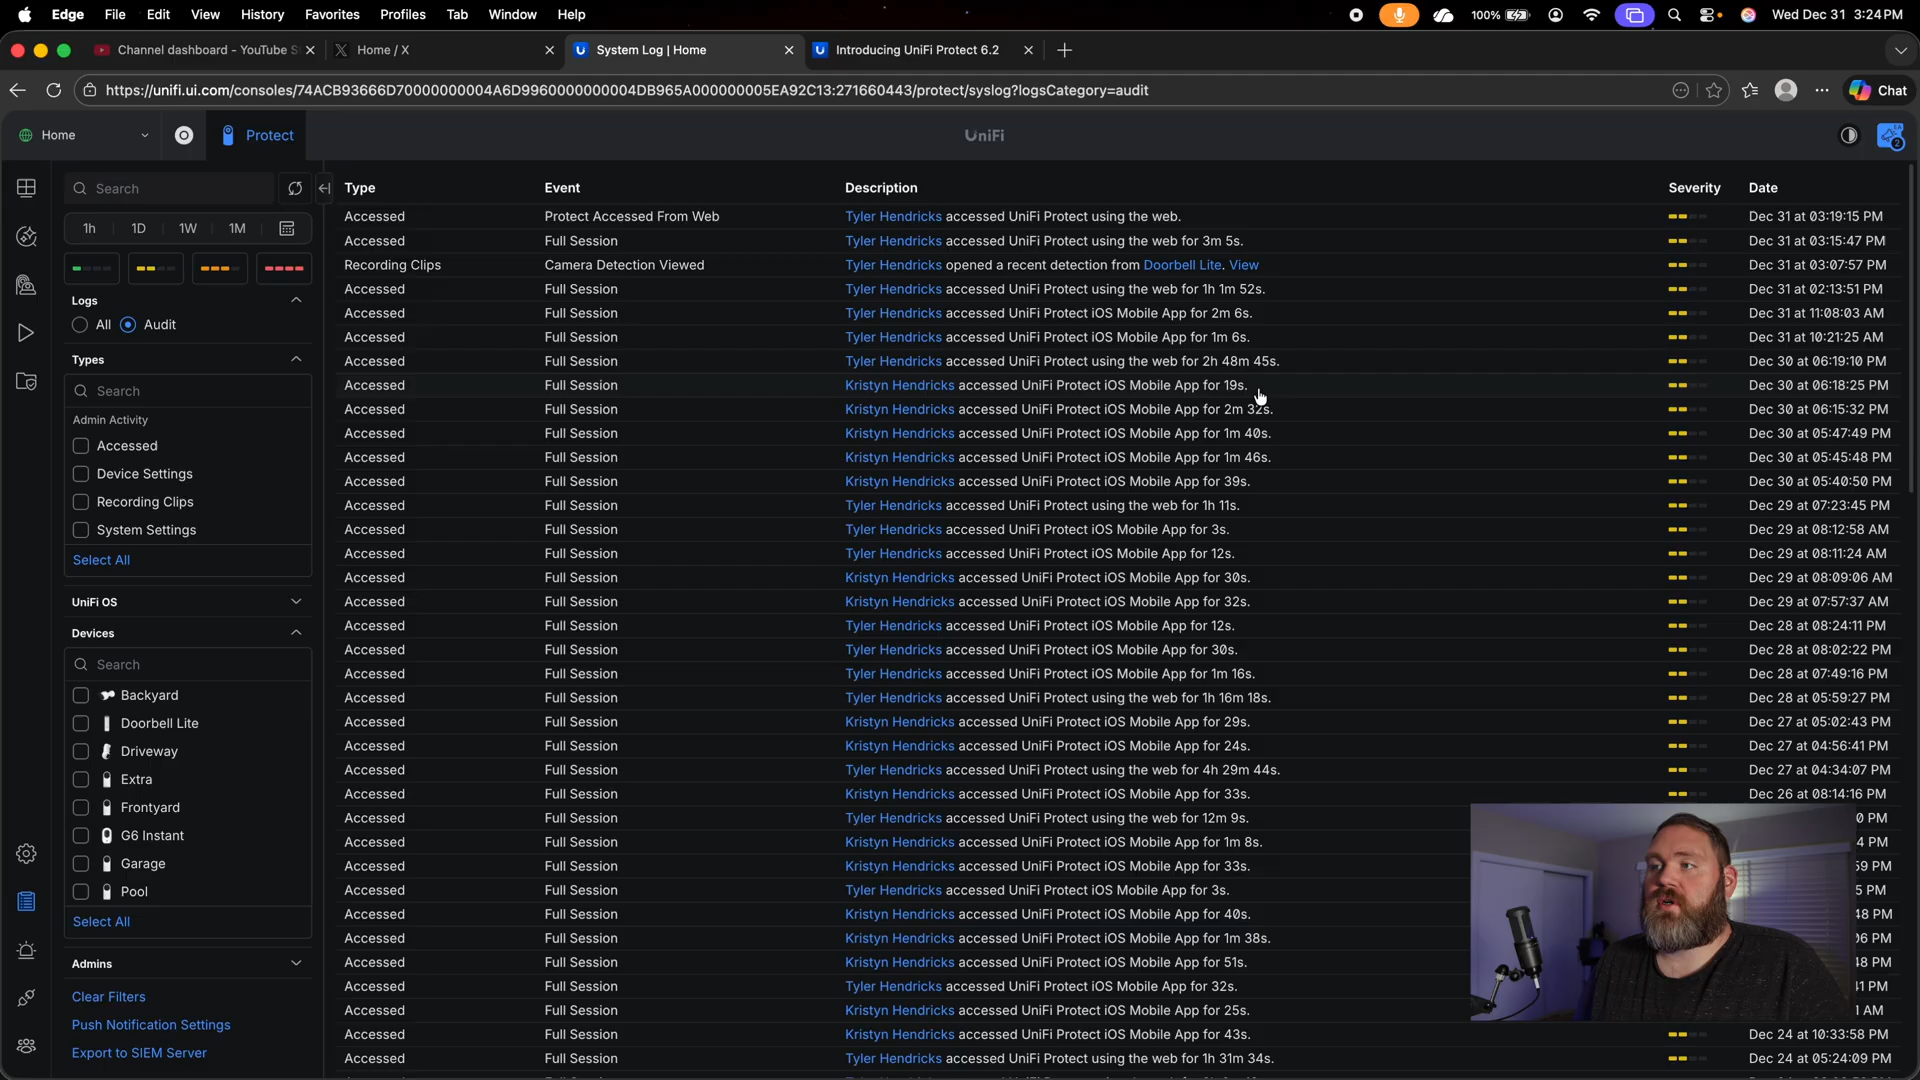 Edge File Edit View History Favorites Profiles Tab Window Help 100% Wed Dec 31 3:24 PM
Channel dashboard - YouTube S Home / X System Log | Home Introducing UniFi Protect 6.2
https://unifi.ui.com/consoles/74ACB93666D70000000004A6D9960000000004DB965A000000005EA92C13:271660443/protect/syslog?logsCategory=audit Chat
Home Protect UniFi EA 2
Search
1h 1D 1W 1M
Logs
All Audit
Types
Search
Admin Activity
Accessed
Device Settings
Recording Clips
System Settings
Select All
UniFi OS
Devices
Search
Backyard
Doorbell Lite
Driveway
Extra
Frontyard
G6 Instant
Garage
Pool
Select All
Admins
Clear Filters
Push Notification Settings
Export to SIEM Server
Type Event Description Severity Date
Accessed Protect Accessed From Web Tyler Hendricks accessed UniFi Protect using the web. Dec 31 at 03:19:15 PM
Accessed Full Session Tyler Hendricks accessed UniFi Protect using the web for 3m 5s. Dec 31 at 03:15:47 PM
Recording Clips Camera Detection Viewed Tyler Hendricks opened a recent detection from Doorbell Lite. View Dec 31 at 03:07:57 PM
Accessed Full Session Tyler Hendricks accessed UniFi Protect using the web for 1h 1m 52s. Dec 31 at 02:13:51 PM
Accessed Full Session Tyler Hendricks accessed UniFi Protect iOS Mobile App for 2m 6s. Dec 31 at 11:08:03 AM
Accessed Full Session Tyler Hendricks accessed UniFi Protect iOS Mobile App for 1m 6s. Dec 31 at 10:21:25 AM
Accessed Full Session Tyler Hendricks accessed UniFi Protect using the web for 2h 48m 45s. Dec 30 at 06:19:10 PM
Accessed Full Session Kristyn Hendricks accessed UniFi Protect iOS Mobile App for 19s. Dec 30 at 06:18:25 PM
Accessed Full Session Kristyn Hendricks accessed UniFi Protect iOS Mobile App for 2m 32s. Dec 30 at 06:15:32 PM
Accessed Full Session Kristyn Hendricks accessed UniFi Protect iOS Mobile App for 1m 40s. Dec 30 at 05:47:49 PM
Accessed Full Session Kristyn Hendricks accessed UniFi Protect iOS Mobile App for 1m 46s. Dec 30 at 05:45:48 PM
Accessed Full Session Kristyn Hendricks accessed UniFi Protect iOS Mobile App for 39s. Dec 30 at 05:40:50 PM
Accessed Full Session Tyler Hendricks accessed UniFi Protect using the web for 1h 11s. Dec 29 at 07:23:45 PM
Accessed Full Session Tyler Hendricks accessed UniFi Protect iOS Mobile App for 3s. Dec 29 at 08:12:58 AM
Accessed Full Session Tyler Hendricks accessed UniFi Protect iOS Mobile App for 12s. Dec 29 at 08:11:24 AM
Accessed Full Session Kristyn Hendricks accessed UniFi Protect iOS Mobile App for 30s. Dec 29 at 08:09:06 AM
Accessed Full Session Kristyn Hendricks accessed UniFi Protect iOS Mobile App for 32s. Dec 29 at 07:57:37 AM
Accessed Full Session Tyler Hendricks accessed UniFi Protect iOS Mobile App for 12s. Dec 28 at 08:24:11 PM
Accessed Full Session Tyler Hendricks accessed UniFi Protect iOS Mobile App for 30s. Dec 28 at 08:02:22 PM
Accessed Full Session Tyler Hendricks accessed UniFi Protect iOS Mobile App for 1m 16s. Dec 28 at 07:49:16 PM
Accessed Full Session Tyler Hendricks accessed UniFi Protect using the web for 1h 16m 18s. Dec 28 at 05:59:27 PM
Accessed Full Session Kristyn Hendricks accessed UniFi Protect iOS Mobile App for 29s. Dec 27 at 05:02:43 PM
Accessed Full Session Kristyn Hendricks accessed UniFi Protect iOS Mobile App for 24s. Dec 27 at 04:56:41 PM
Accessed Full Session Tyler Hendricks accessed UniFi Protect using the web for 4h 29m 44s. Dec 27 at 04:34:07 PM
Accessed Full Session Kristyn Hendricks accessed UniFi Protect iOS Mobile App for 33s. Dec 26 at 08:14:16 PM
Accessed Full Session Tyler Hendricks accessed UniFi Protect using the web for 12m 9s. 0 PM
Accessed Full Session Kristyn Hendricks accessed UniFi Protect iOS Mobile App for 1m 8s. 4 PM
Accessed Full Session Kristyn Hendricks accessed UniFi Protect iOS Mobile App for 33s. 59 PM
Accessed Full Session Tyler Hendricks accessed UniFi Protect iOS Mobile App for 3s. 5 PM
Accessed Full Session Kristyn Hendricks accessed UniFi Protect iOS Mobile App for 40s. 48 PM
Accessed Full Session Kristyn Hendricks accessed UniFi Protect iOS Mobile App for 1m 38s. 06 PM
Accessed Full Session Kristyn Hendricks accessed UniFi Protect iOS Mobile App for 51s. 48 PM
Accessed Full Session Tyler Hendricks accessed UniFi Protect iOS Mobile App for 32s. 41 PM
Accessed Full Session Kristyn Hendricks accessed UniFi Protect iOS Mobile App for 25s. 1 AM
Accessed Full Session Kristyn Hendricks accessed UniFi Protect iOS Mobile App for 43s. Dec 24 at 10:33:58 PM
Accessed Full Session Tyler Hendricks accessed UniFi Protect using the web for 1h 31m 34s. Dec 24 at 05:24:09 PM